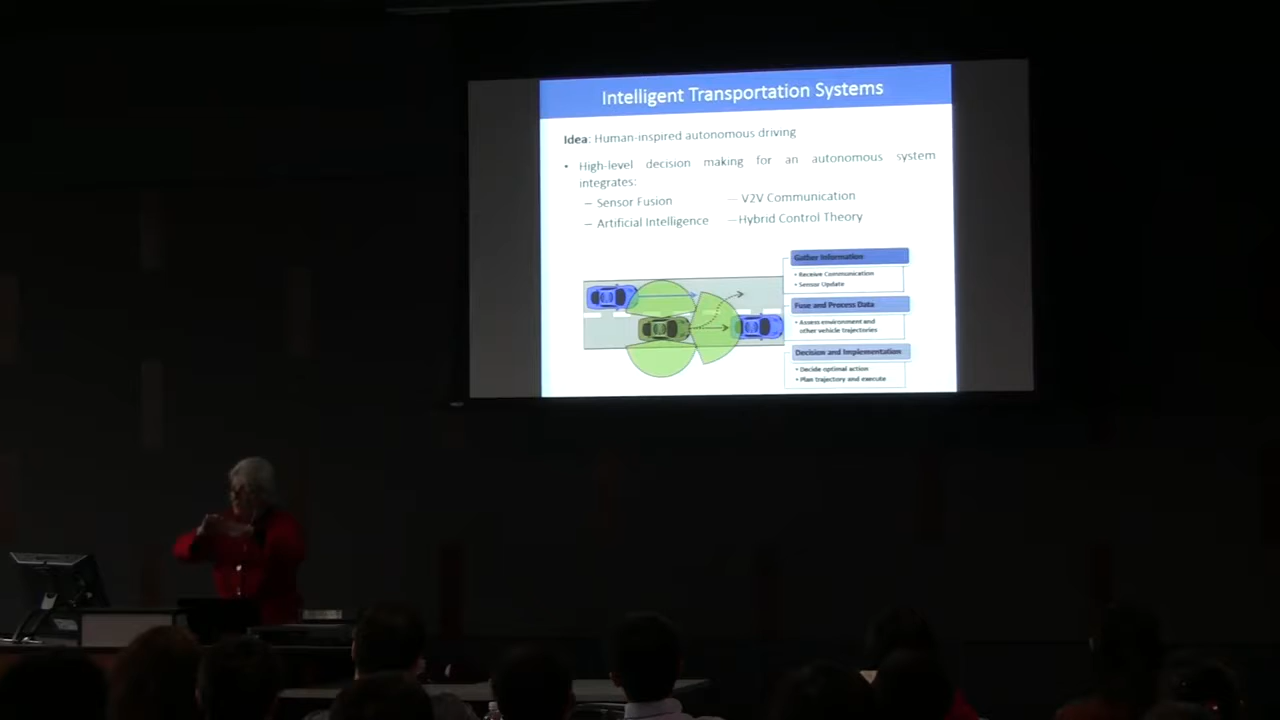 Intelligent Transportation Systems
Idea: Human-inspired autonomous driving
• High-level decision making for an autonomous system
integrates:
– Sensor Fusion
– V2V Communication
– Artificial Intelligence
– Hybrid Control Theory
Gather Information
• Receive Communication
• Sensor Update
Fuse and Process Data
• Assess environment and
other vehicle trajectories
Decision and Implementation
• Decide optimal action
• Plan trajectory and execute